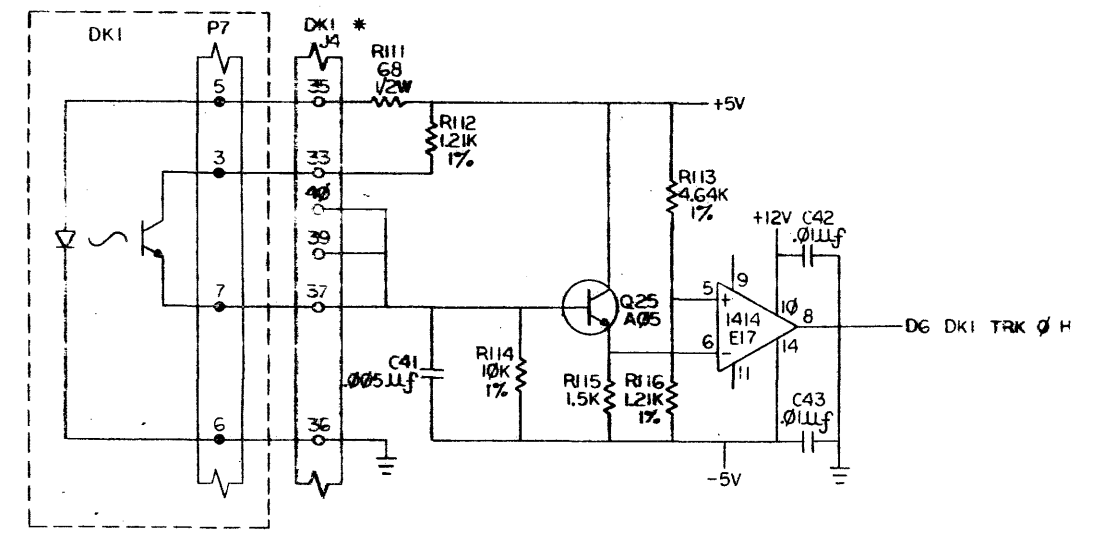 DK1
P7
DK1 *
J4
5
35
R111
68
1/2W
+5V
R112
1.21K
1%
3
33
4Ø
39
7
37
R113
4.64K
1%
+12V
C42
.Ø1µf
5
+
9
1414
E17
6
-
11
1Ø
8
14
D6 DK1 TRK Ø H
Q25
AØ5
C41
.ØØ5µf
R114
1ØK
1%
R115
1.5K
R116
1.21K
1%
C43
.Ø1µf
6
36
-5V